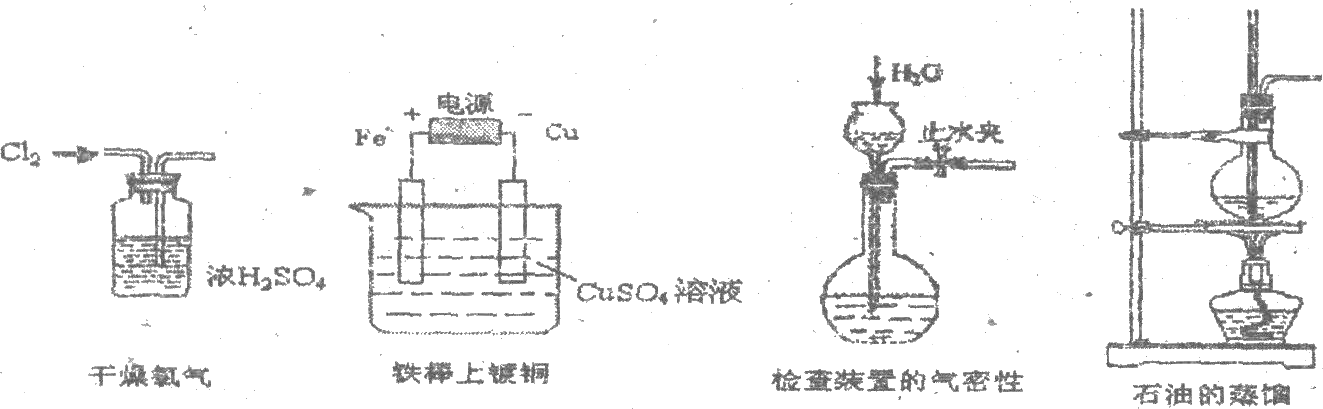 Cl₂
浓H₂SO₄
干燥氯气
电源
+
−
Fe
Cu
CuSO₄溶液
铁棒上镀铜
H₂O
止水夹
检查装置的气密性
石油的蒸馏